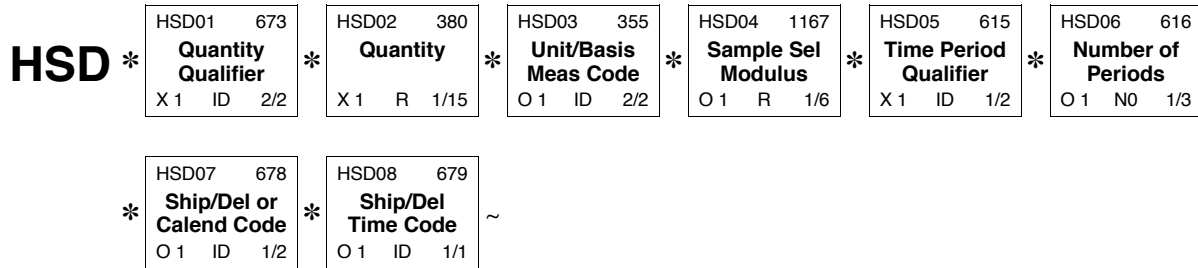 HSD * HSD01 673 * HSD02 380 * HSD03 355 * HSD04 1167 * HSD05 615 * HSD06 616
Quantity Quantity Unit/Basis Sample Sel Time Period Number of
Qualifier Meas Code Modulus Qualifier Periods
X 1 ID 2/2 X 1 R 1/15 O 1 ID 2/2 O 1 R 1/6 X 1 ID 1/2 O 1 N0 1/3
* HSD07 678 * HSD08 679 ~
Ship/Del or Ship/Del
Calend Code Time Code
O 1 ID 1/2 O 1 ID 1/1